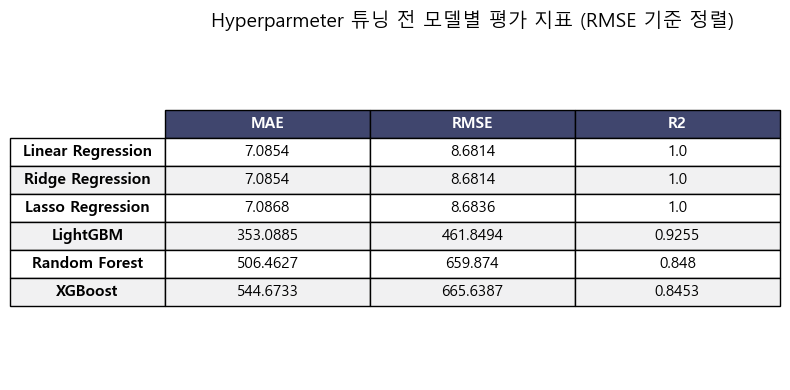 Hyperparmeter 튜닝 전 모델별 평가 지표 (RMSE 기준 정렬)
MAE RMSE R2
Linear Regression 7.0854 8.6814 1.0
Ridge Regression 7.0854 8.6814 1.0
Lasso Regression 7.0868 8.6836 1.0
LightGBM 353.0885 461.8494 0.9255
Random Forest 506.4627 659.874 0.848
XGBoost 544.6733 665.6387 0.8453